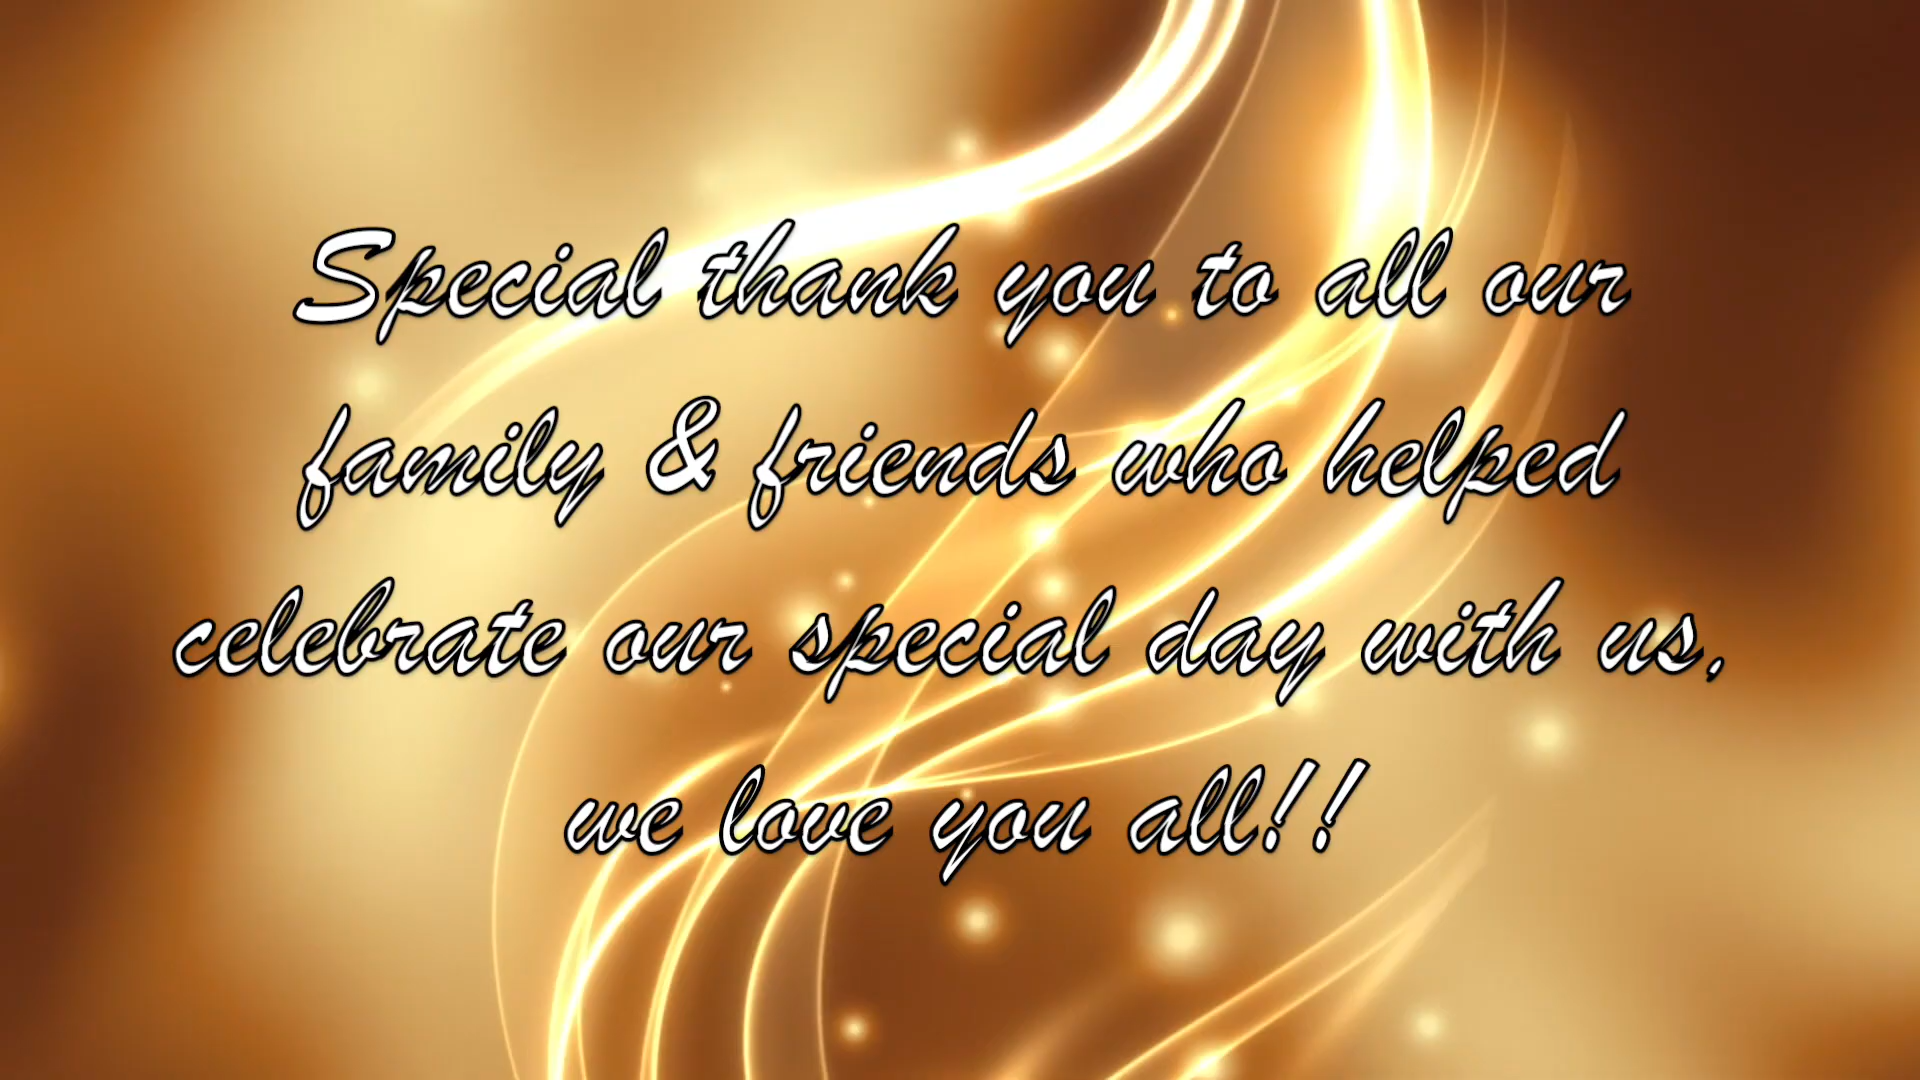 Special thank you to all our
family & friends who helped
celebrate our special day with us,
we love you all!!